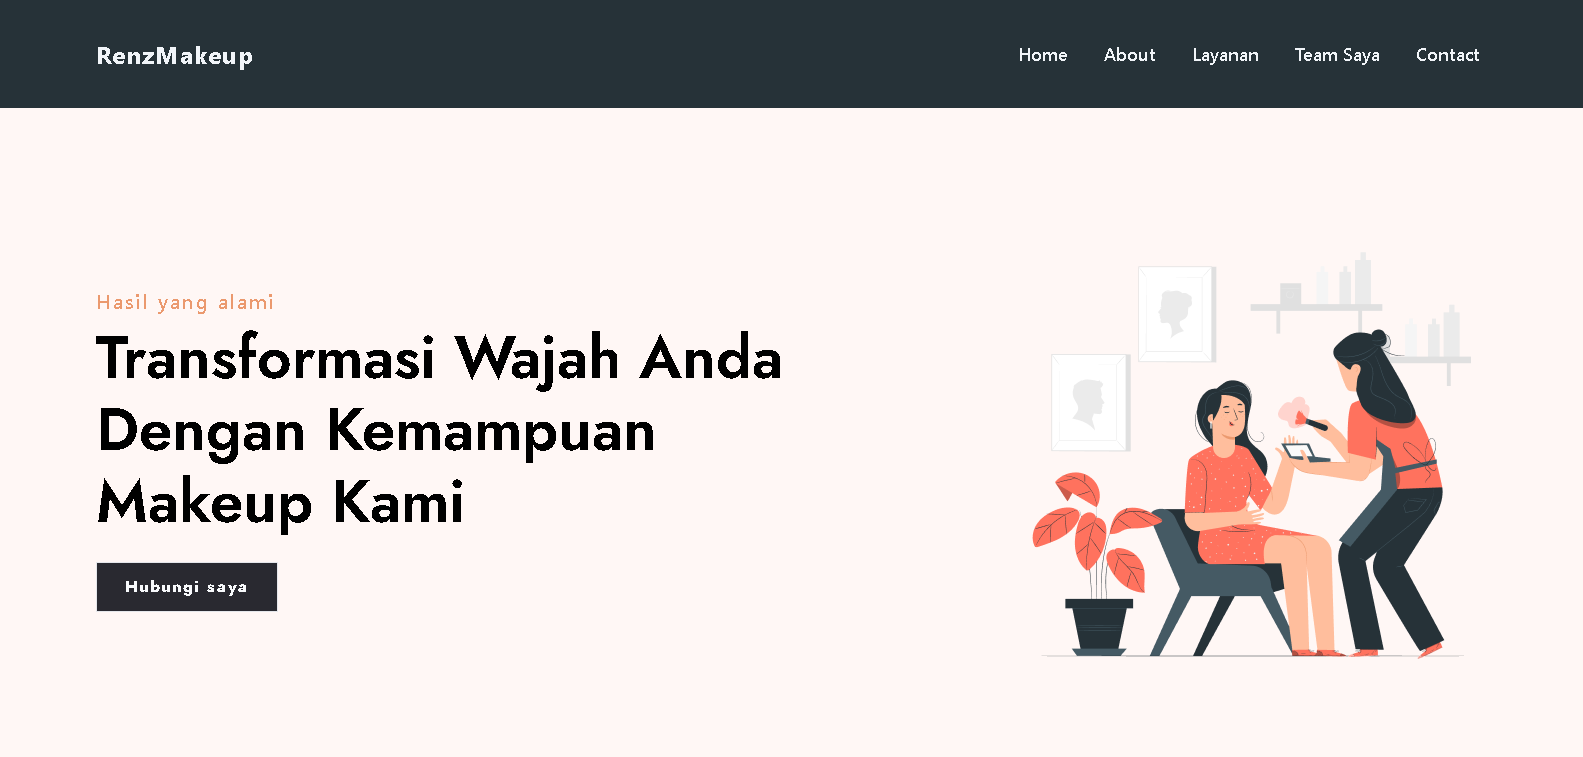 RenzMakeup
Home About Layanan Team Saya Contact
Hasil yang alami
Transformasi Wajah Anda
Dengan Kemampuan
Makeup Kami
Hubungi saya